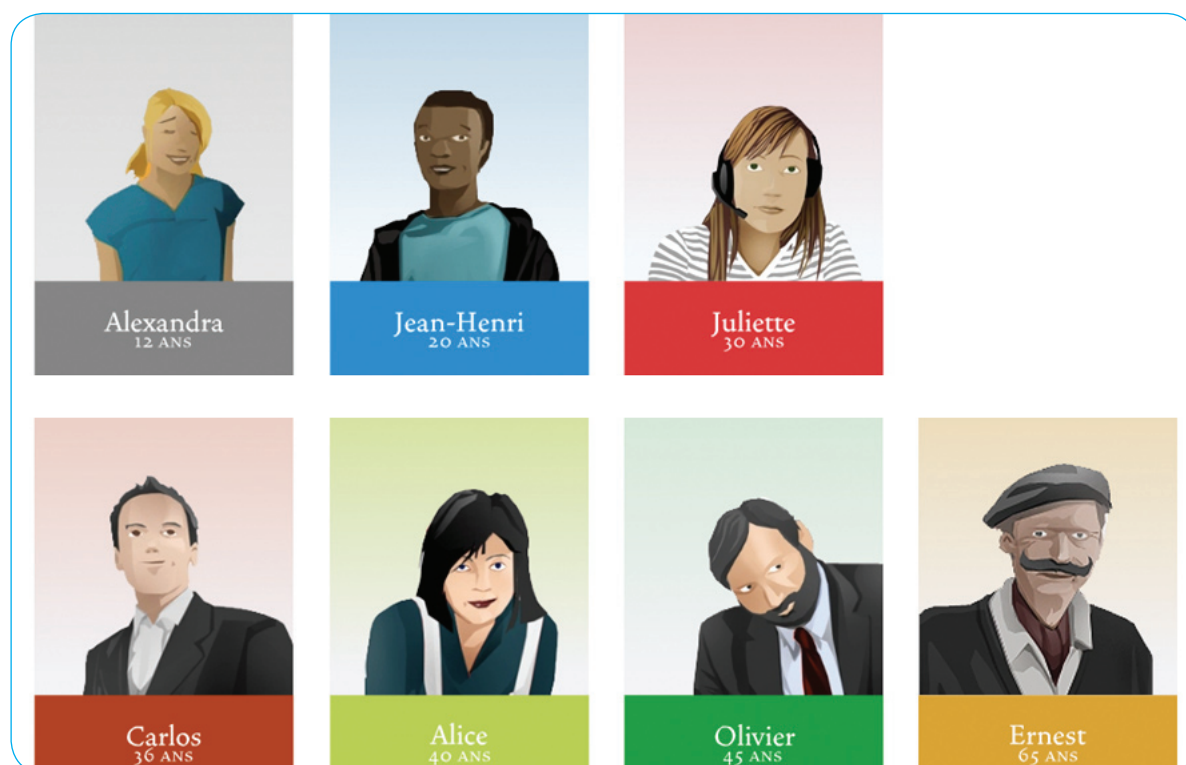 Alexandra
12 ANS
Jean-Henri
20 ANS
Juliette
30 ANS
Carlos
36 ANS
Alice
40 ANS
Olivier
45 ANS
Ernest
65 ANS